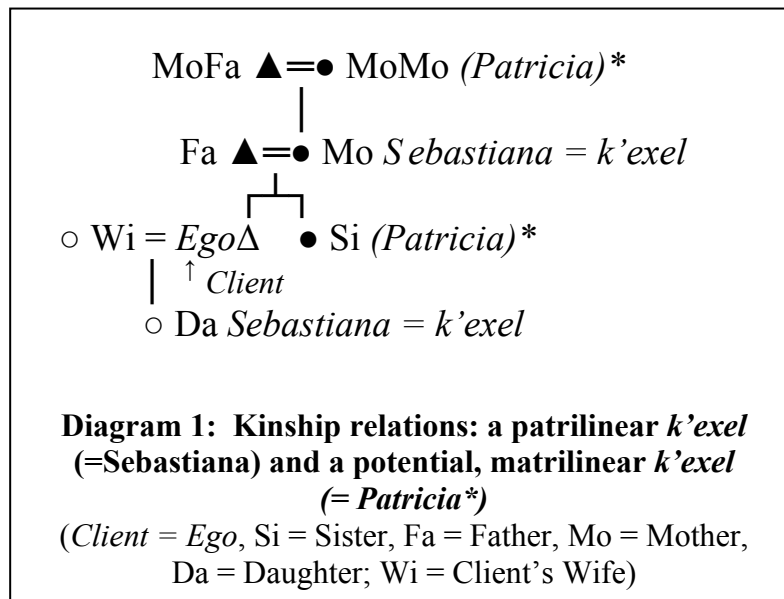 MoFa ▲=● MoMo (Patricia)*
Fa ▲=● Mo Sebastiana = k’exel
○ Wi = EgoΔ ● Si (Patricia)*
↑ Client
○ Da Sebastiana = k’exel
Diagram 1: Kinship relations: a patrilinear k’exel
(=Sebastiana) and a potential, matrilinear k’exel
(= Patricia*)
(Client = Ego, Si = Sister, Fa = Father, Mo = Mother,
Da = Daughter; Wi = Client’s Wife)